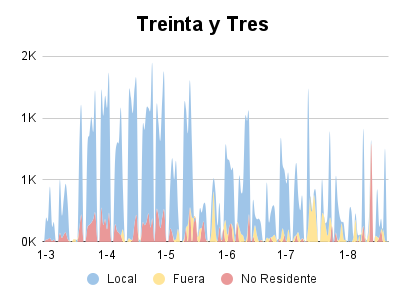 Treinta y Tres
2K
1K
1K
0K
1-3 1-4 1-5 1-6 1-7 1-8
Local Fuera No Residente